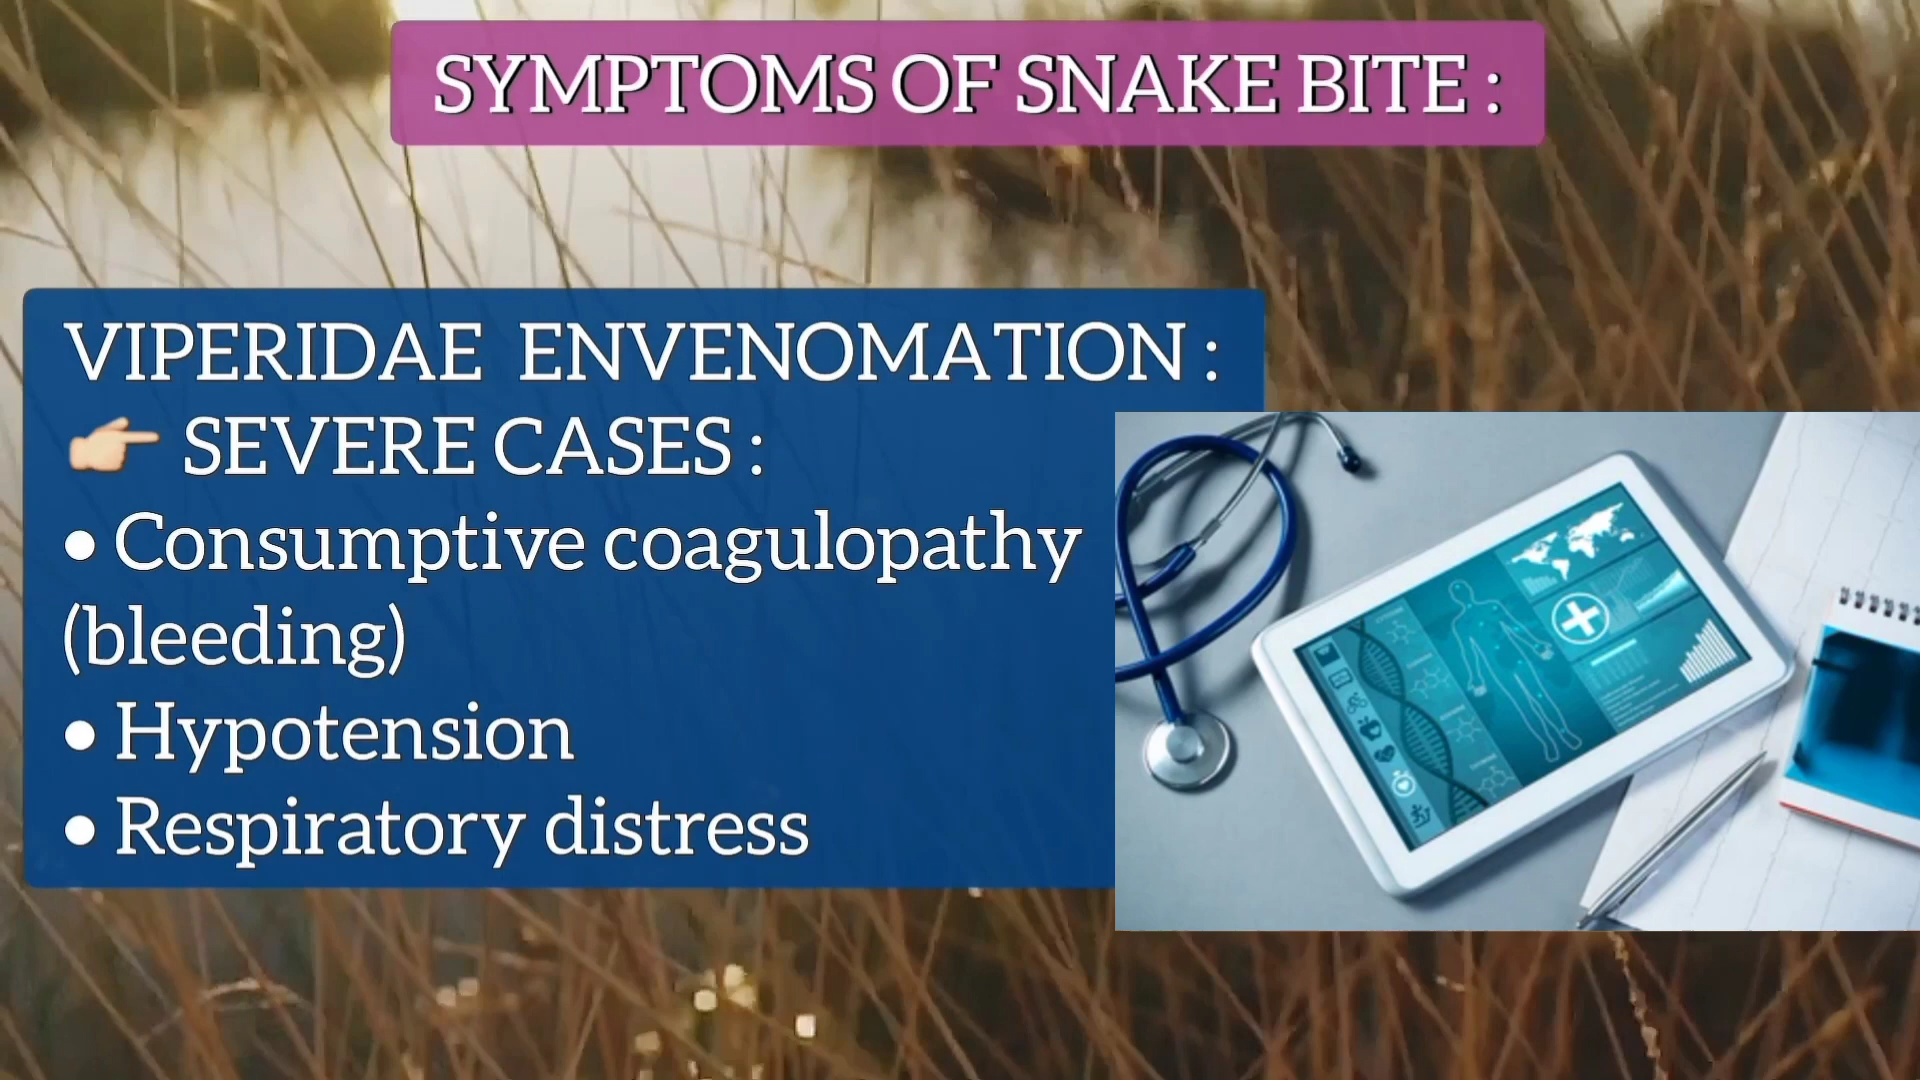 SYMPTOMS OF SNAKE BITE :
VIPERIDAE ENVENOMATION :
👉 SEVERE CASES :
• Consumptive coagulopathy
(bleeding)
• Hypotension
• Respiratory distress